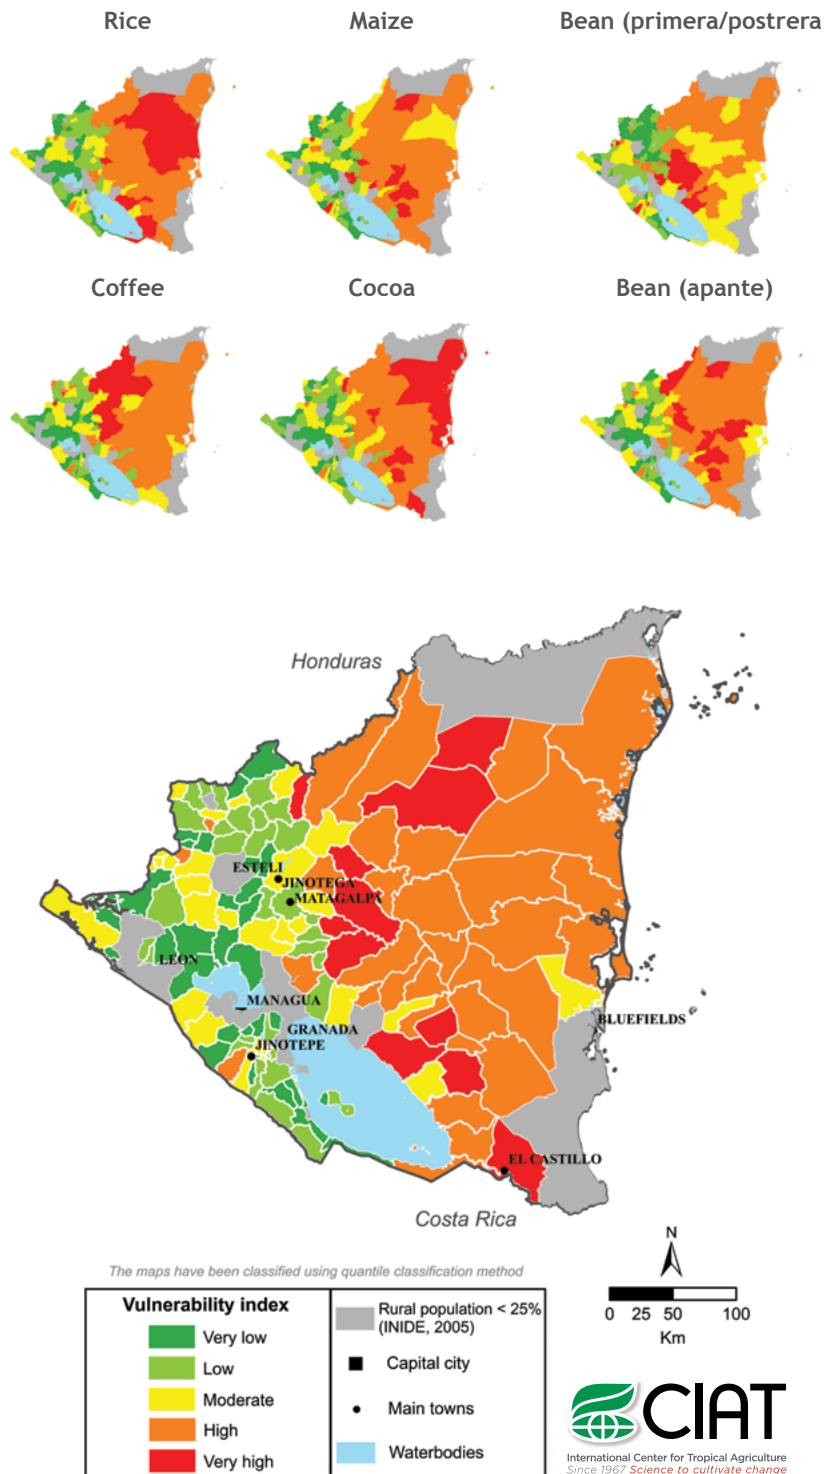 Rice
Maize
Bean (primera/postrera
Coffee
Cocoa
Bean (apante)
Honduras
ESTELI
JINOTEGA
MATAGALPA
LEON
MANAGUA
GRANADA
JINOTEPE
BLUEFIELDS
EL CASTILLO
Costa Rica
N
The maps have been classified using quantile classification method
0 25 50 100
Km
Vulnerability index
Very low
Low
Moderate
High
Very high
Rural population < 25%
(INIDE, 2005)
Capital city
Main towns
Waterbodies
CIAT
International Center for Tropical Agriculture
Since 1967 Science to cultivate change